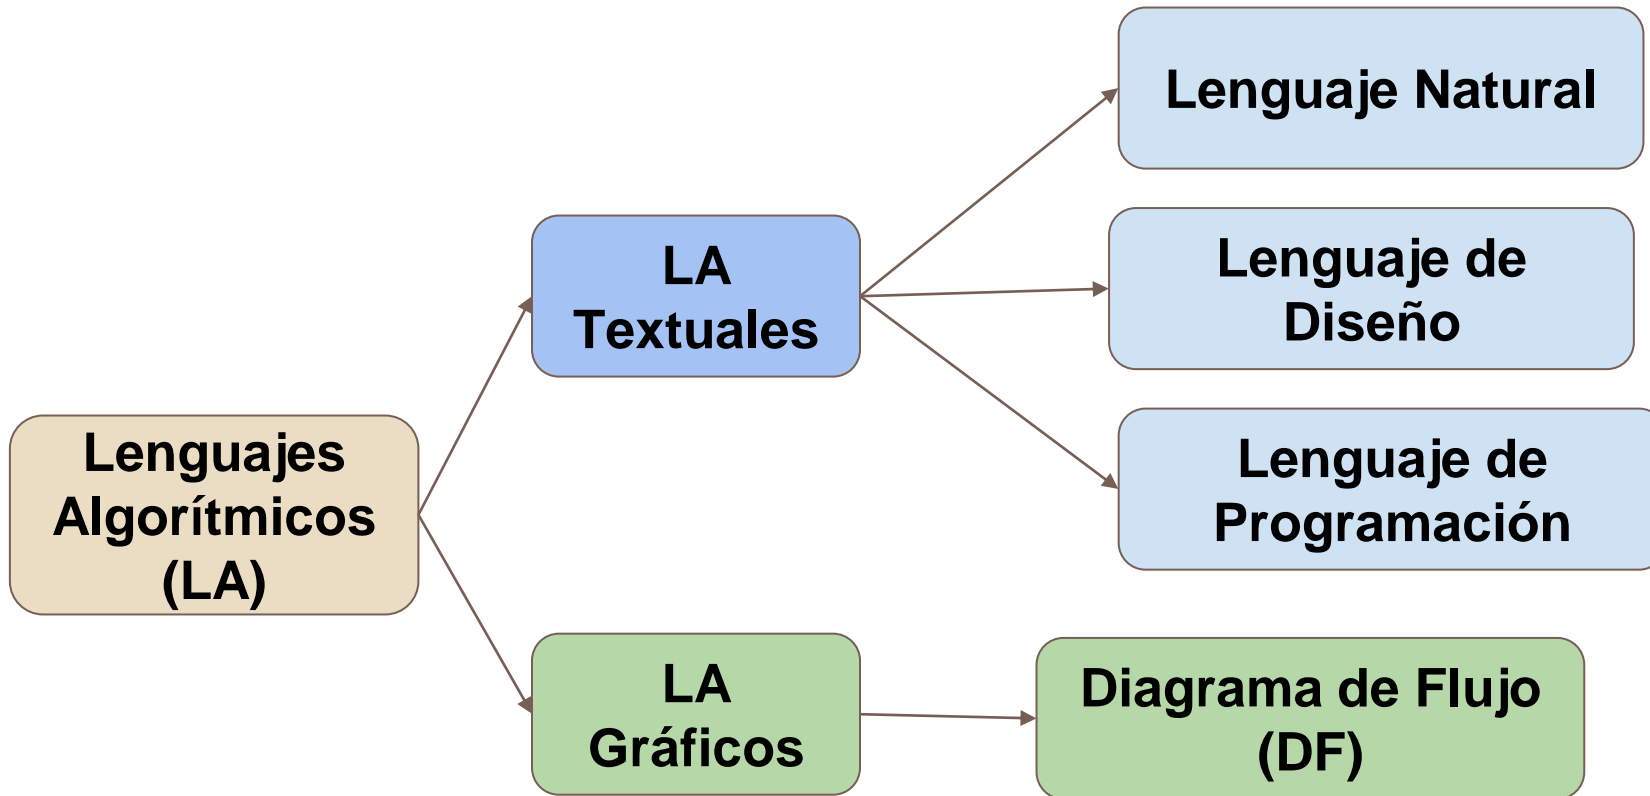 Lenguaje Natural
LA
Textuales
Lenguaje de
Diseño
Lenguajes
Algorítmicos
(LA)
Lenguaje de
Programación
LA
Gráficos
Diagrama de Flujo
(DF)